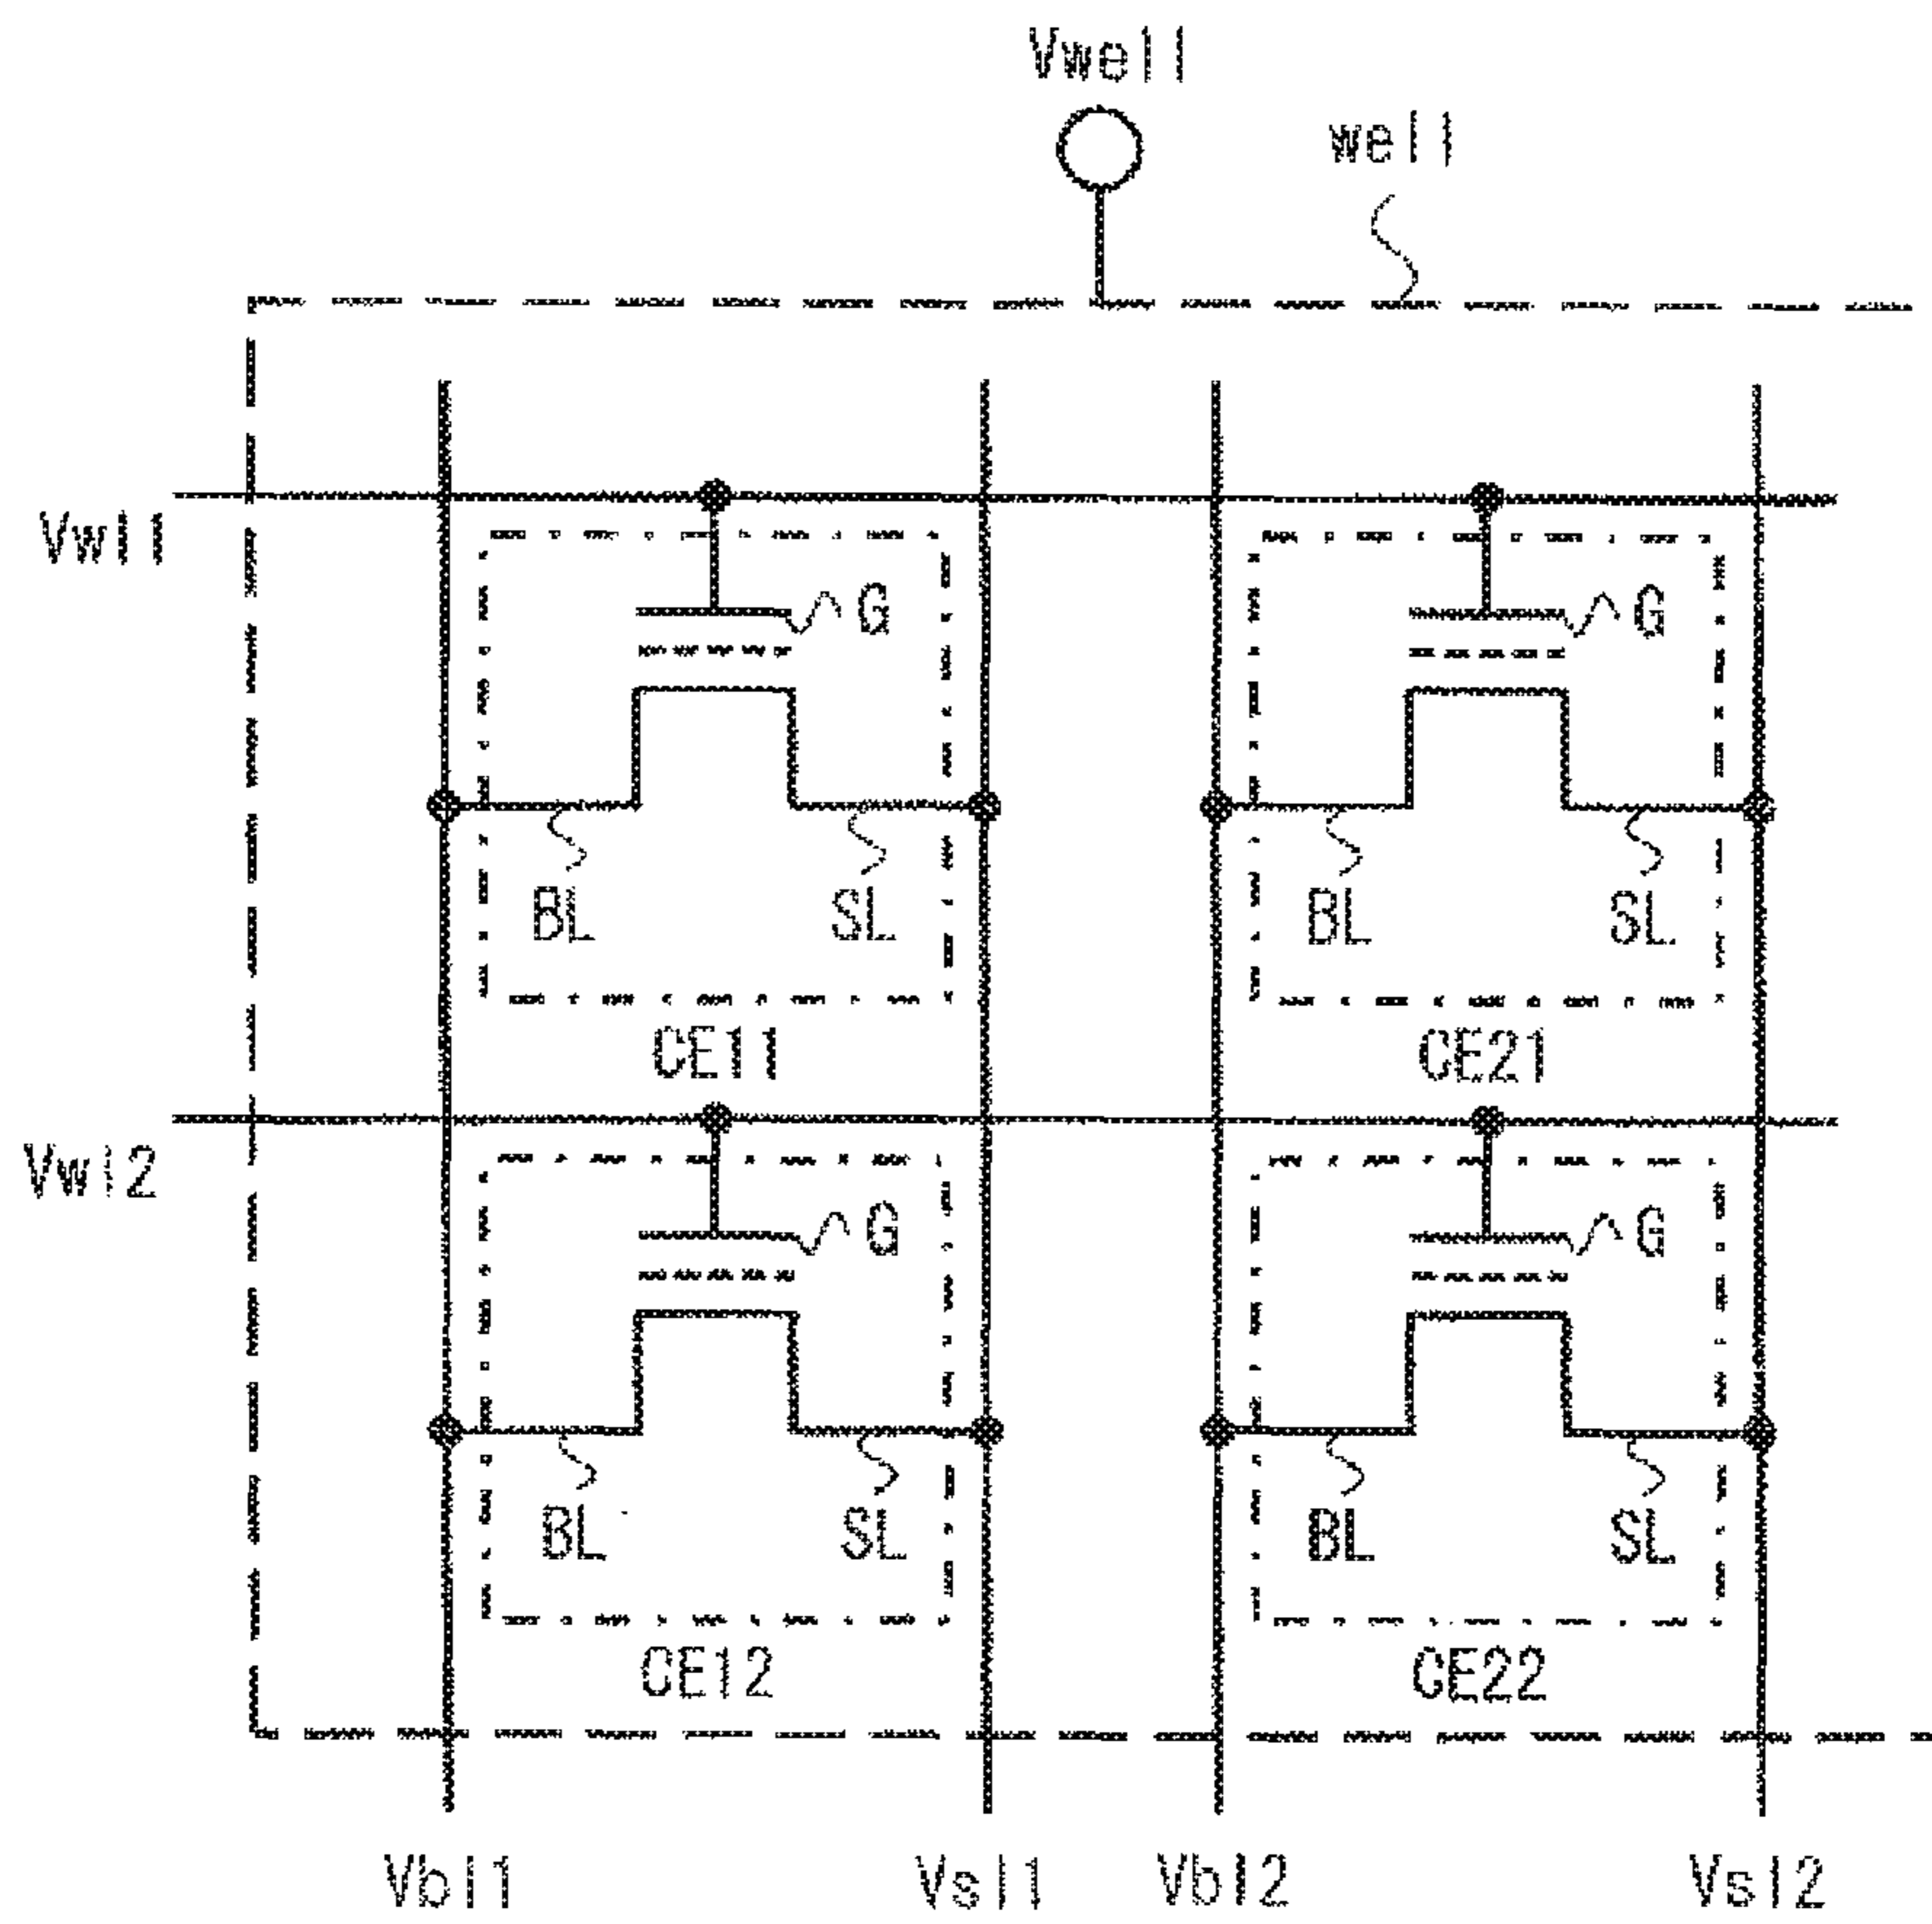 Vwell
well
Vwl1
G G
BL SL BL SL
CE11 CE21
Vwl2
G G
BL SL BL SL
CE12 CE22
Vbl1 Vsl1 Vbl2 Vsl2